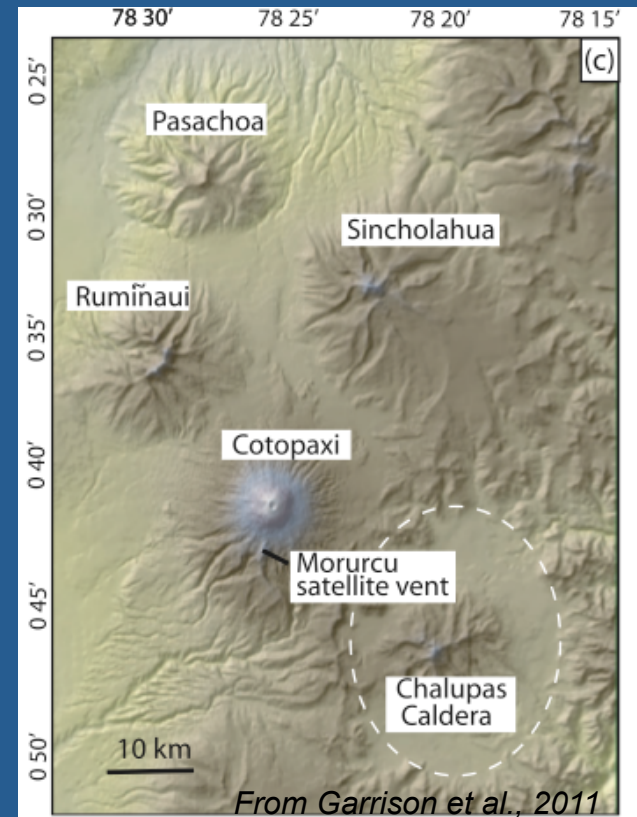 78 30′ 78 25′ 78 20′ 78 15′
(c)
0 25′
Pasachoa
0 30′
Sincholahua
Rumiñaui
0 35′
Cotopaxi
0 40′
Morurcu
satellite vent
0 45′
Chalupas
Caldera
0 50′
10 km
From Garrison et al., 2011